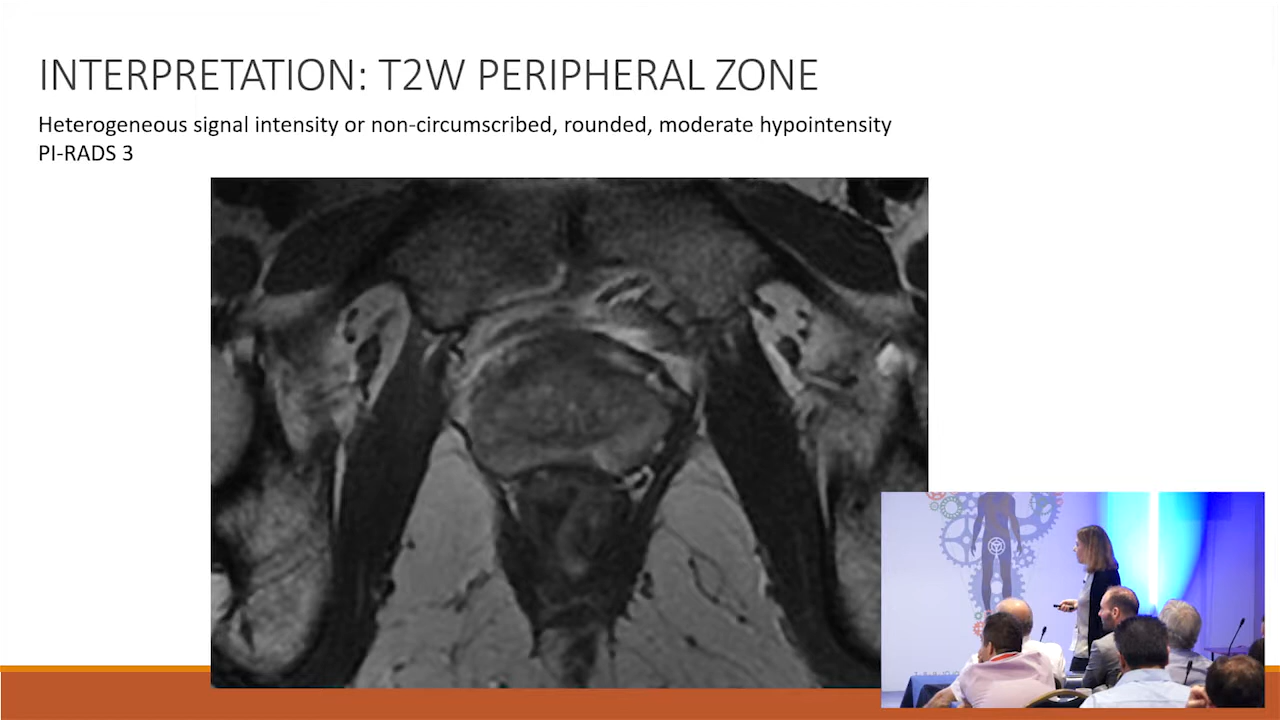 INTERPRETATION: T2W PERIPHERAL ZONE
Heterogeneous signal intensity or non-circumscribed, rounded, moderate hypointensity
PI-RADS 3